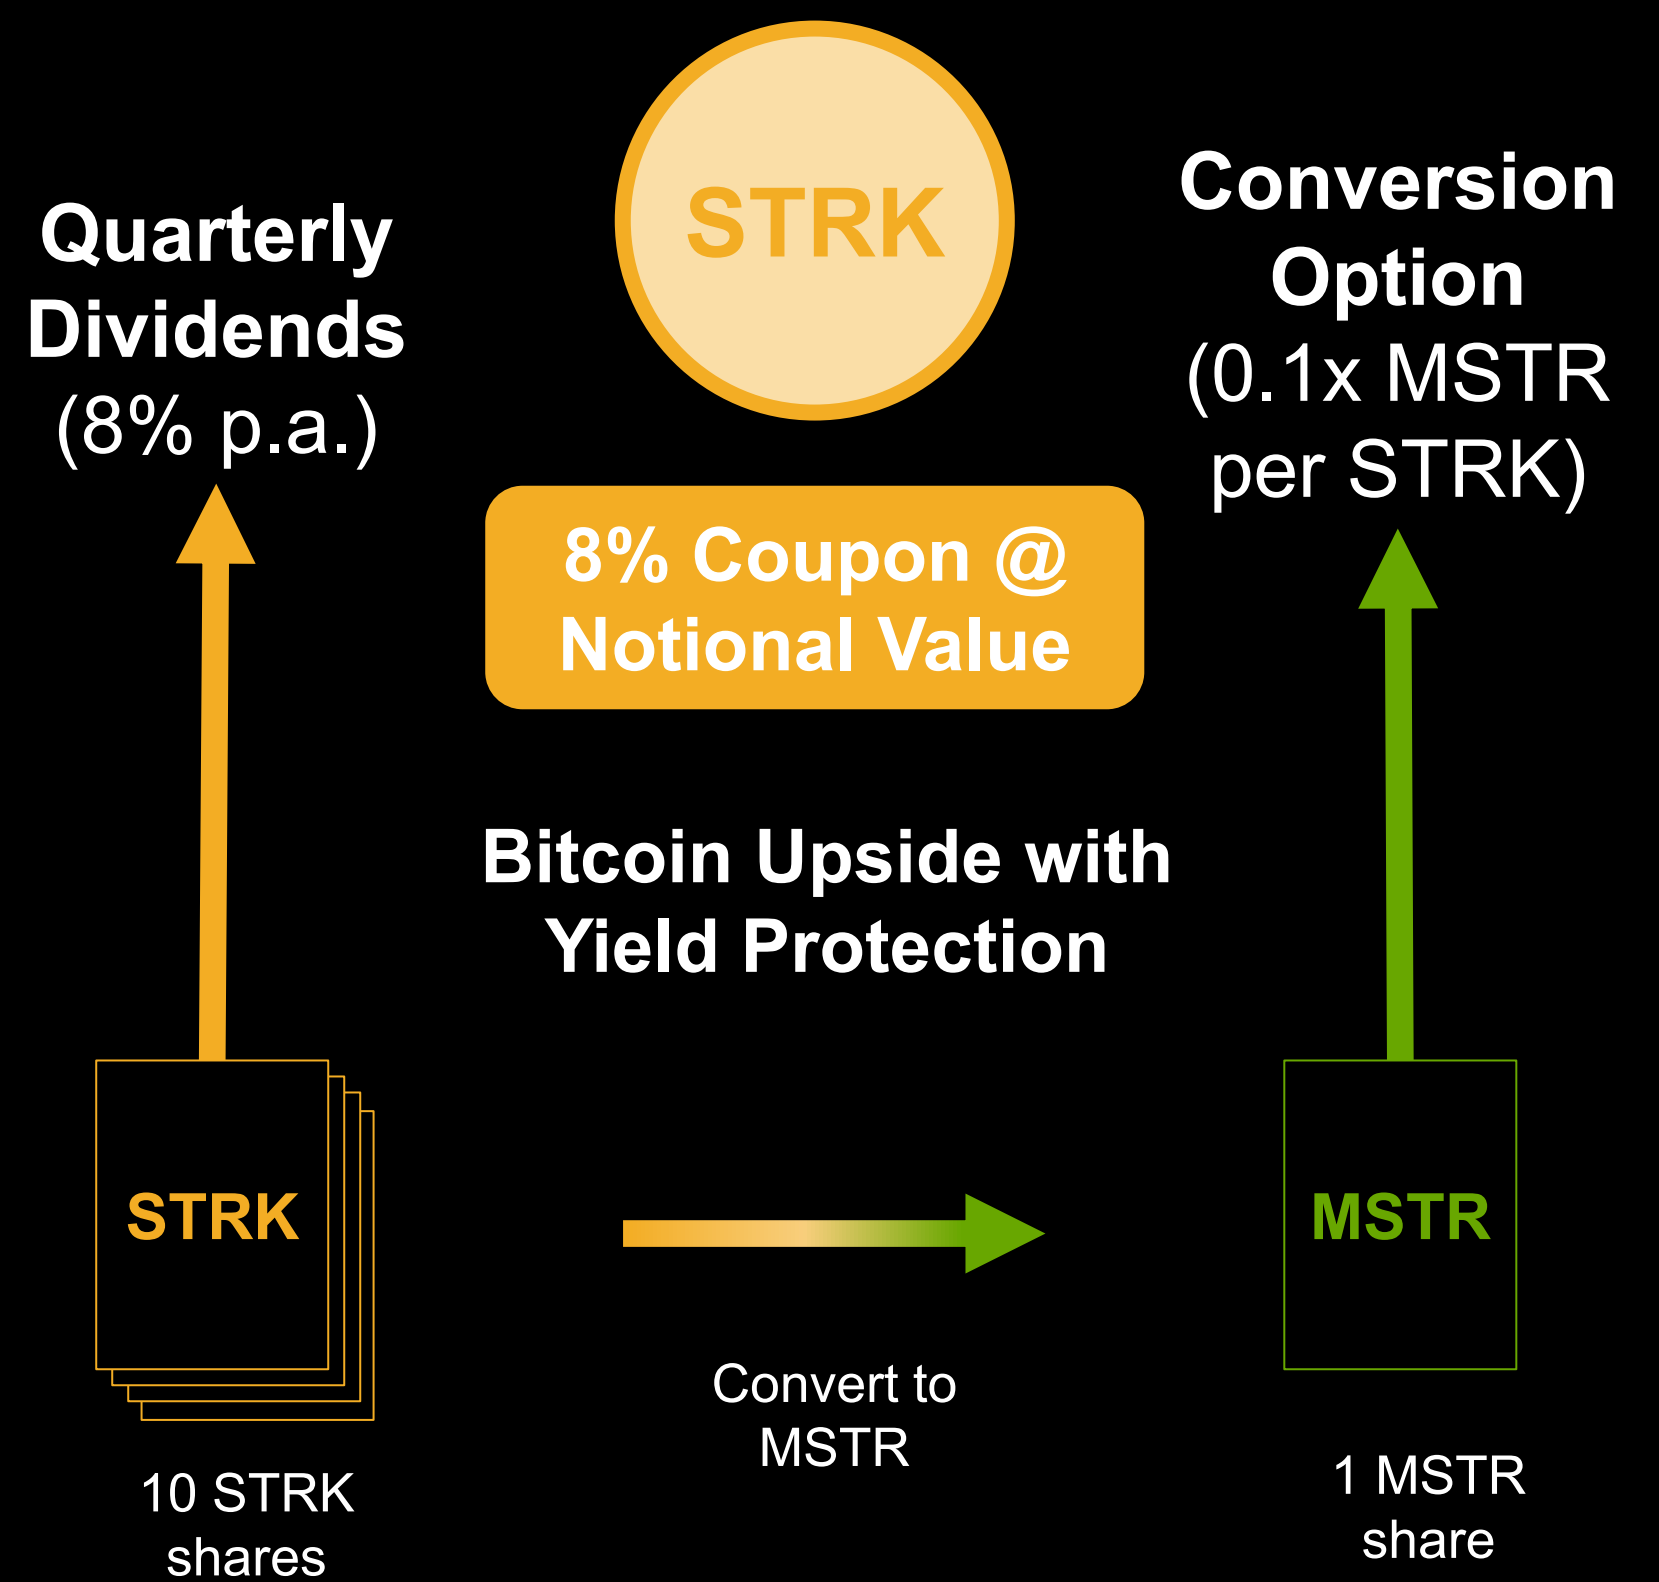 STRK
Quarterly
Dividends
(8% p.a.)
Conversion
Option
(0.1x MSTR
per STRK)
8% Coupon @
Notional Value
Bitcoin Upside with
Yield Protection
STRK
MSTR
Convert to
MSTR
10 STRK
shares
1 MSTR
share